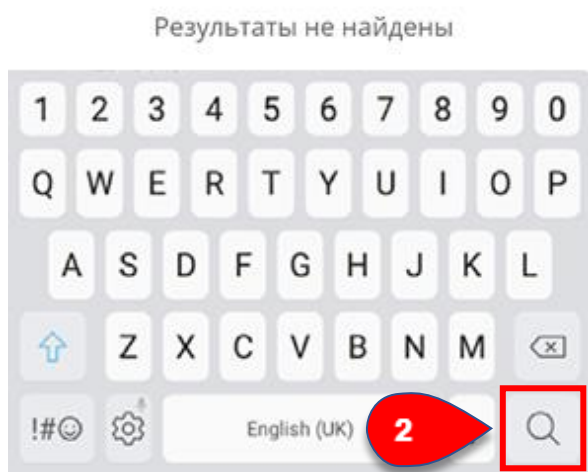 Результаты не найдены
1 2 3 4 5 6 7 8 9 0
Q W E R T Y U I O P
A S D F G H J K L
Z X C V B N M
!#☺ English (UK) 2